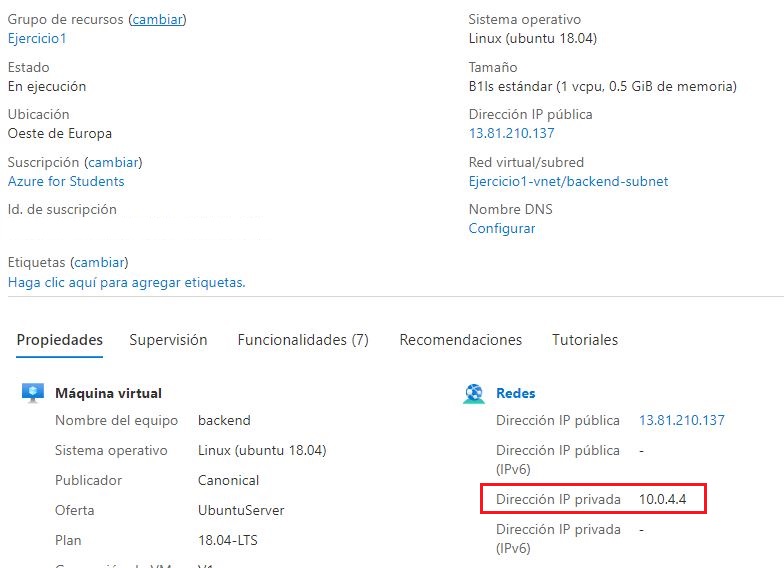 Grupo de recursos (cambiar)
Ejercicio1
Estado
En ejecución
Ubicación
Oeste de Europa
Suscripción (cambiar)
Azure for Students
Id. de suscripción
Etiquetas (cambiar)
Haga clic aquí para agregar etiquetas.
Sistema operativo
Linux (ubuntu 18.04)
Tamaño
B1ls estándar (1 vcpu, 0.5 GiB de memoria)
Dirección IP pública
13.81.210.137
Red virtual/subred
Ejercicio1-vnet/backend-subnet
Nombre DNS
Configurar
Propiedades Supervisión Funcionalidades (7) Recomendaciones Tutoriales
Máquina virtual
Nombre del equipo backend
Sistema operativo Linux (ubuntu 18.04)
Publicador Canonical
Oferta UbuntuServer
Plan 18.04-LTS
Redes
Dirección IP pública 13.81.210.137
Dirección IP pública -
(IPv6)
Dirección IP privada 10.0.4.4
Dirección IP privada -
(IPv6)